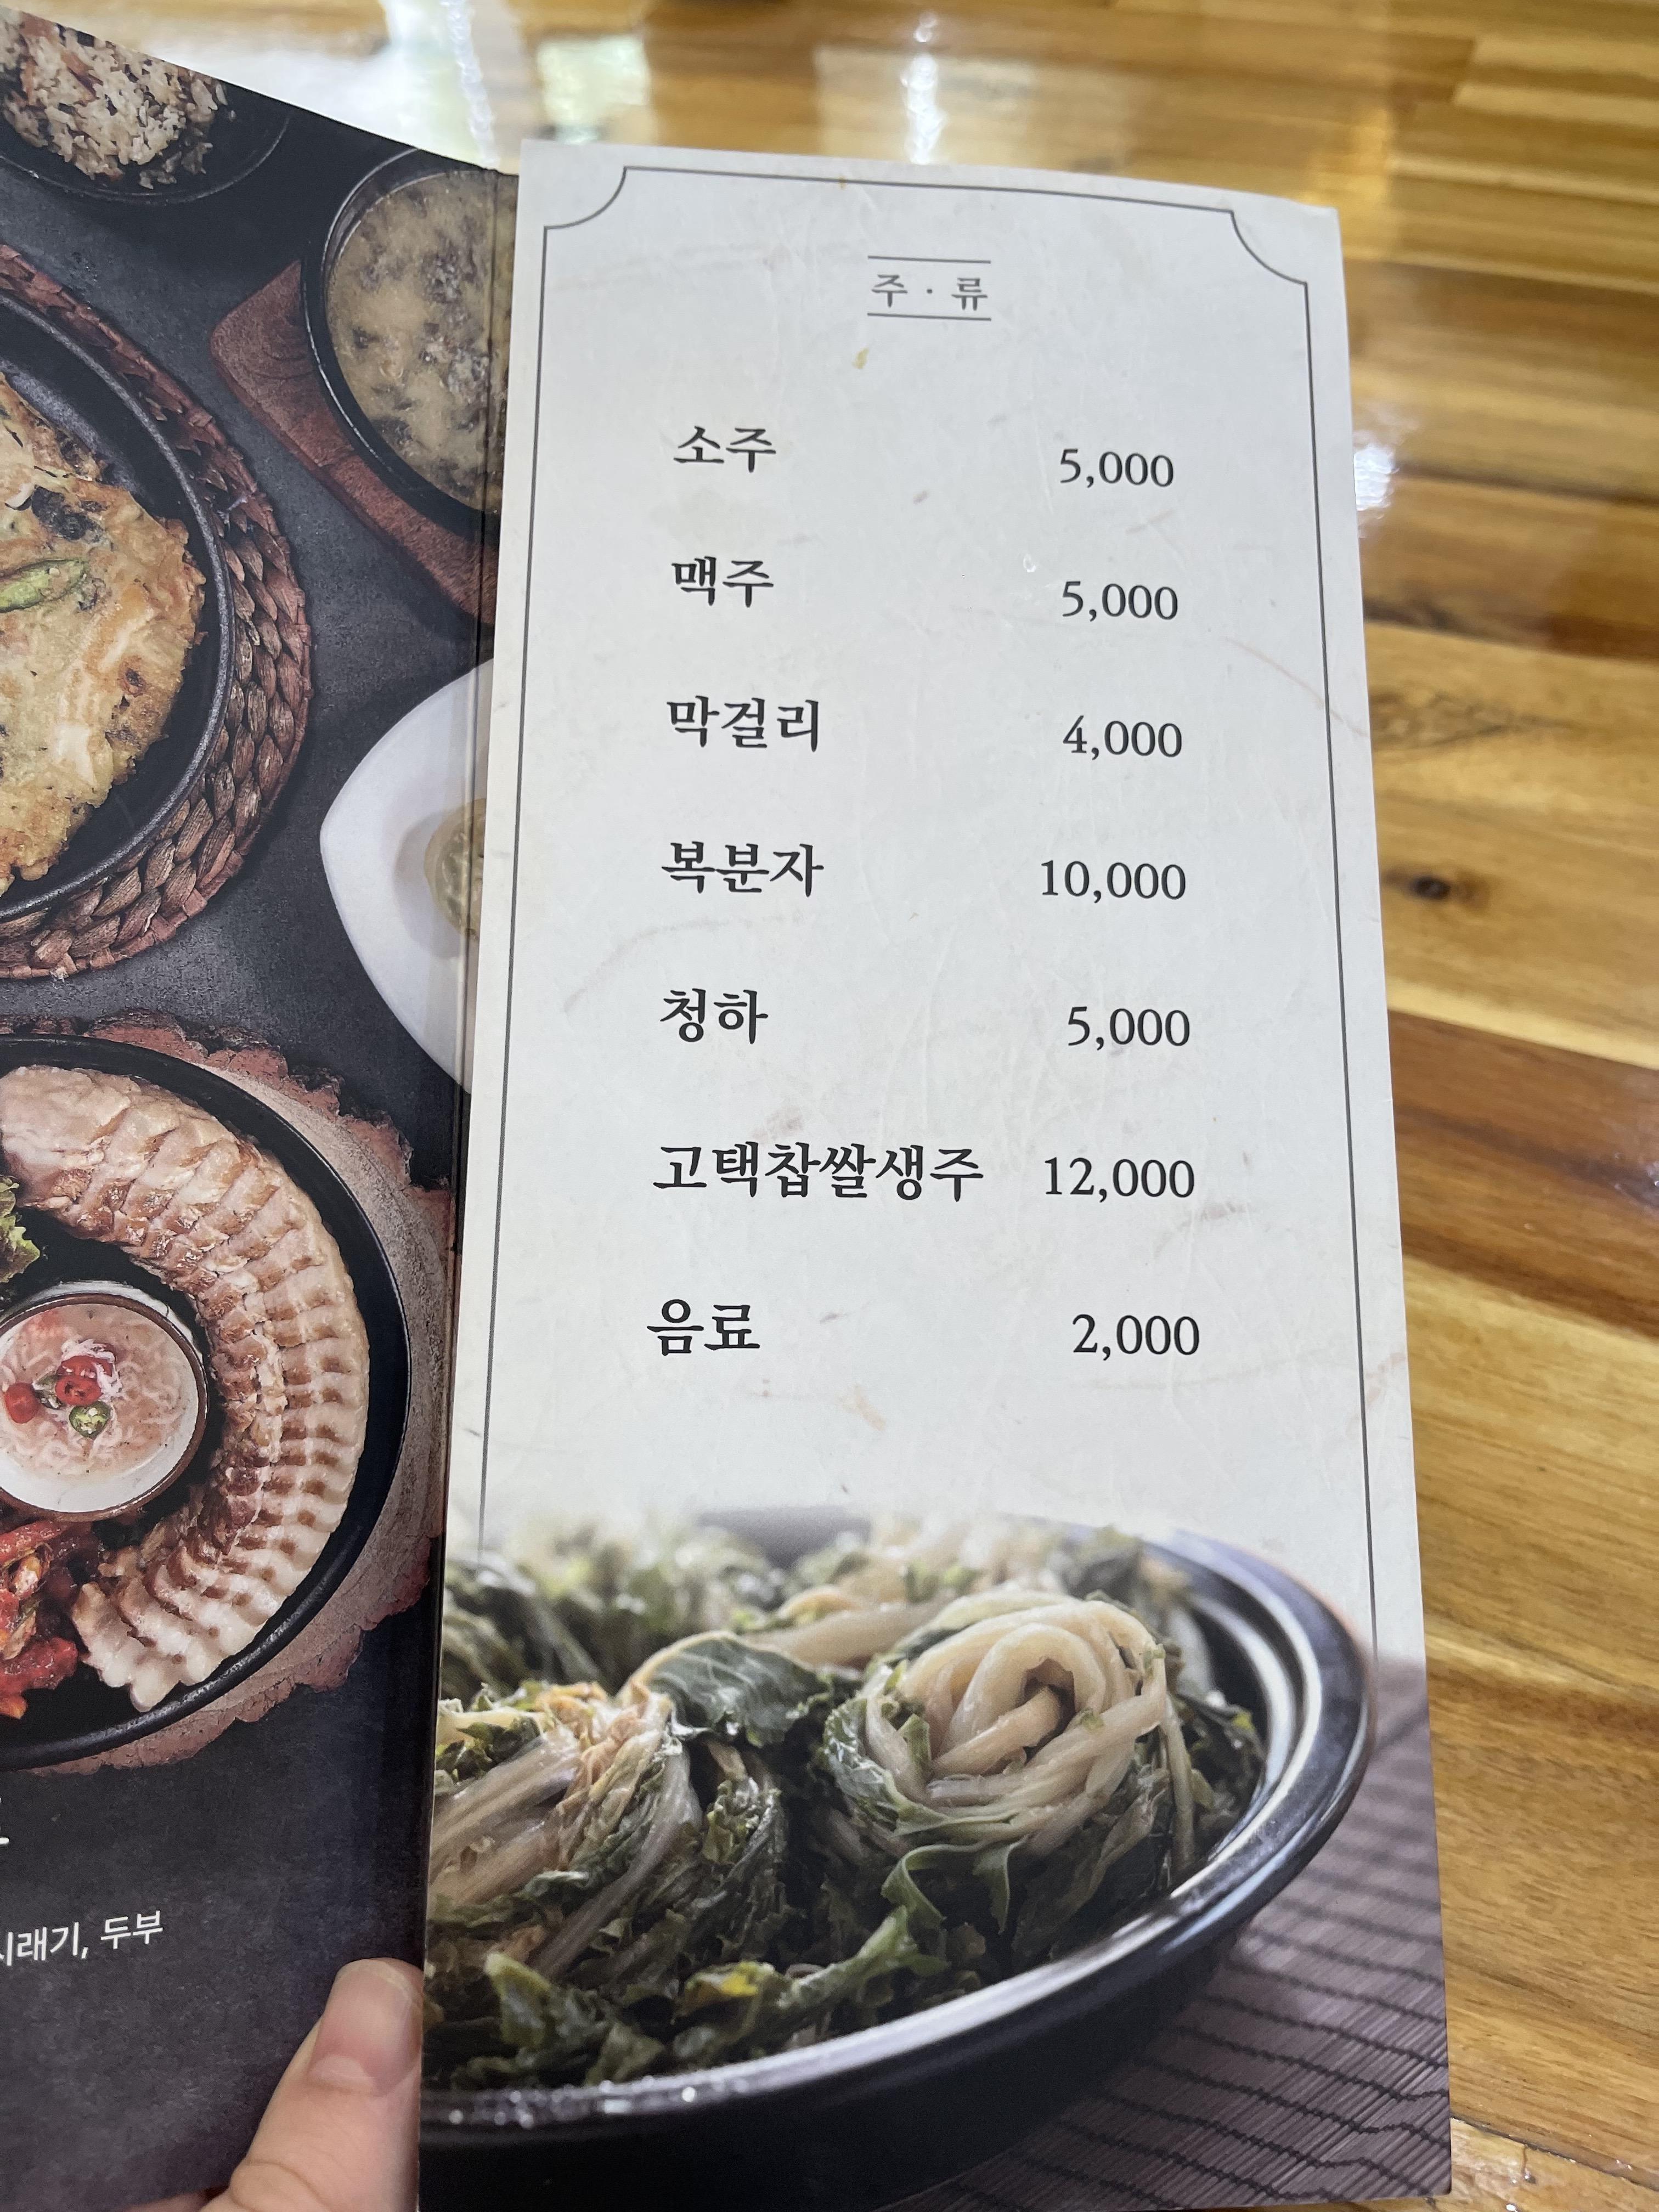 주·류
소주 5,000
맥주 5,000
막걸리 4,000
복분자 10,000
청하 5,000
고택찹쌀생주 12,000
음료 2,000
시래기, 두부